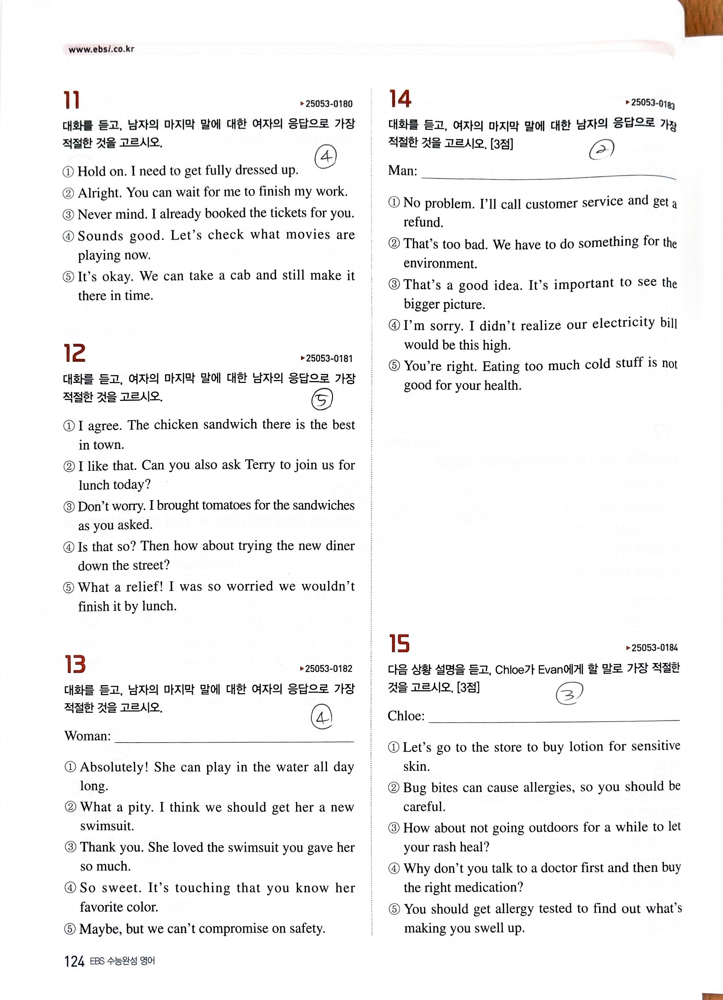 www.ebsi.co.kr
11
▶25053-0180
대화를 듣고, 남자의 마지막 말에 대한 여자의 응답으로 가장
적절한 것을 고르시오.
④
① Hold on. I need to get fully dressed up.
② Alright. You can wait for me to finish my work.
③ Never mind. I already booked the tickets for you.
④ Sounds good. Let's check what movies are
playing now.
⑤ It's okay. We can take a cab and still make it
there in time.
12
▶25053-0181
대화를 듣고, 여자의 마지막 말에 대한 남자의 응답으로 가장
적절한 것을 고르시오.
⑤
① I agree. The chicken sandwich there is the best
in town.
② I like that. Can you also ask Terry to join us for
lunch today?
③ Don't worry. I brought tomatoes for the sandwiches
as you asked.
④ Is that so? Then how about trying the new diner
down the street?
⑤ What a relief! I was so worried we wouldn't
finish it by lunch.
13
▶25053-0182
대화를 듣고, 남자의 마지막 말에 대한 여자의 응답으로 가장
적절한 것을 고르시오.
④
Woman:
① Absolutely! She can play in the water all day
long.
② What a pity. I think we should get her a new
swimsuit.
③ Thank you. She loved the swimsuit you gave her
so much.
④ So sweet. It's touching that you know her
favorite color.
⑤ Maybe, but we can't compromise on safety.
14
▶25053-0183
대화를 듣고, 여자의 마지막 말에 대한 남자의 응답으로 가장
적절한 것을 고르시오. [3점]
②
Man:
① No problem. I'll call customer service and get a
refund.
② That's too bad. We have to do something for the
environment.
③ That's a good idea. It's important to see the
bigger picture.
④ I'm sorry. I didn't realize our electricity bill
would be this high.
⑤ You're right. Eating too much cold stuff is not
good for your health.
15
▶25053-0184
다음 상황 설명을 듣고, Chloe가 Evan에게 할 말로 가장 적절한
것을 고르시오. [3점]
③
Chloe:
① Let's go to the store to buy lotion for sensitive
skin.
② Bug bites can cause allergies, so you should be
careful.
③ How about not going outdoors for a while to let
your rash heal?
④ Why don't you talk to a doctor first and then buy
the right medication?
⑤ You should get allergy tested to find out what's
making you swell up.
124 EBS 수능완성 영어